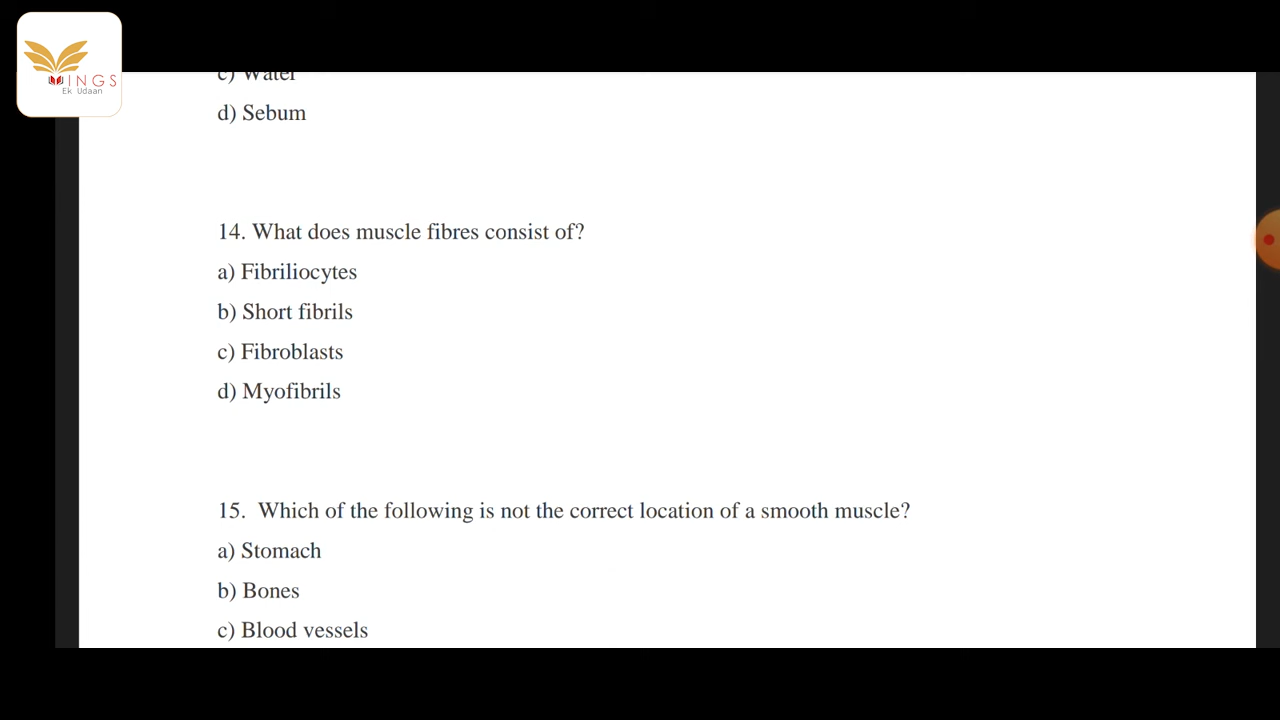 WINGS
Ek Udaan
c) Water
d) Sebum
14. What does muscle fibres consist of?
a) Fibriliocytes
b) Short fibrils
c) Fibroblasts
d) Myofibrils
15. Which of the following is not the correct location of a smooth muscle?
a) Stomach
b) Bones
c) Blood vessels